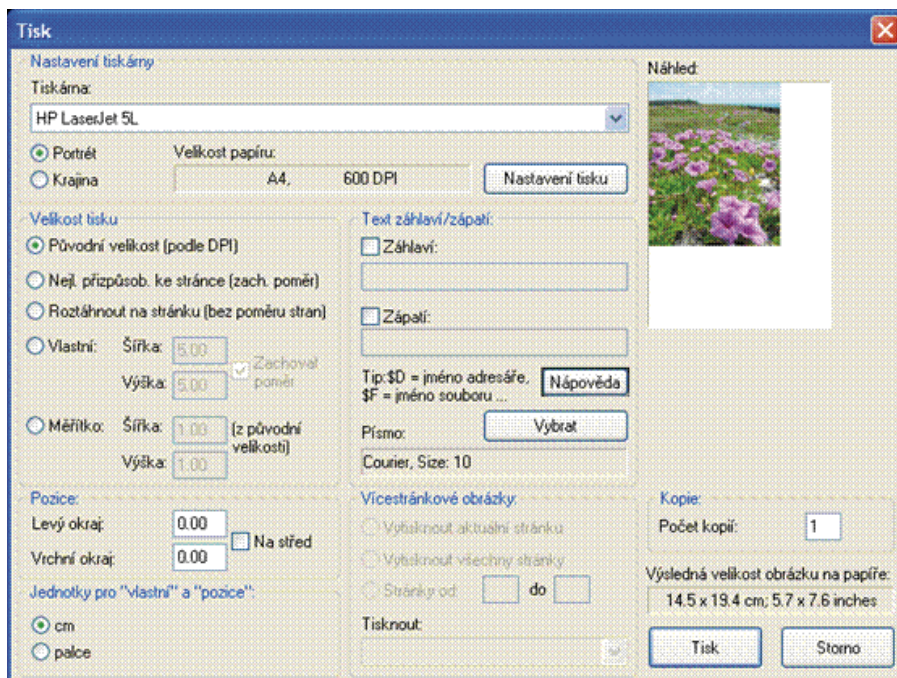 Tisk
Nastavení tiskárny
Tiskárna:
HP LaserJet 5L
Portrét
Krajina
Velikost papíru:
A4, 600 DPI
Nastavení tisku
Náhled:
Velikost tisku
Původní velikost (podle DPI)
Nejl. přizpůsob. ke stránce (zach. poměr)
Roztáhnout na stránku (bez poměru stran)
Vlastní: Šířka: 5.00
Výška: 5.00
Zachoval
poměr
Měřítko: Šířka: 1.00
Výška: 1.00
(z původní
velikosti)
Text záhlaví/zápatí:
Záhlaví:
Zápatí:
Tip:$D = jméno adresáře,
$F = jméno souboru ...
Nápověda
Písmo:
Vybrat
Courier, Size: 10
Pozice:
Levý okraj: 0.00
Vrchní okraj: 0.00
Na střed
Jednotky pro "vlastní" a "pozice":
cm
palce
Vícestránkové obrázky:
Vytisknout aktuální stránku
Vytisknout všechny stránky
Stránky od: do
Tisknout:
Kopie:
Počet kopií: 1
Výsledná velikost obrázku na papíře:
14.5 x 19.4 cm; 5.7 x 7.6 inches
Tisk
Storno